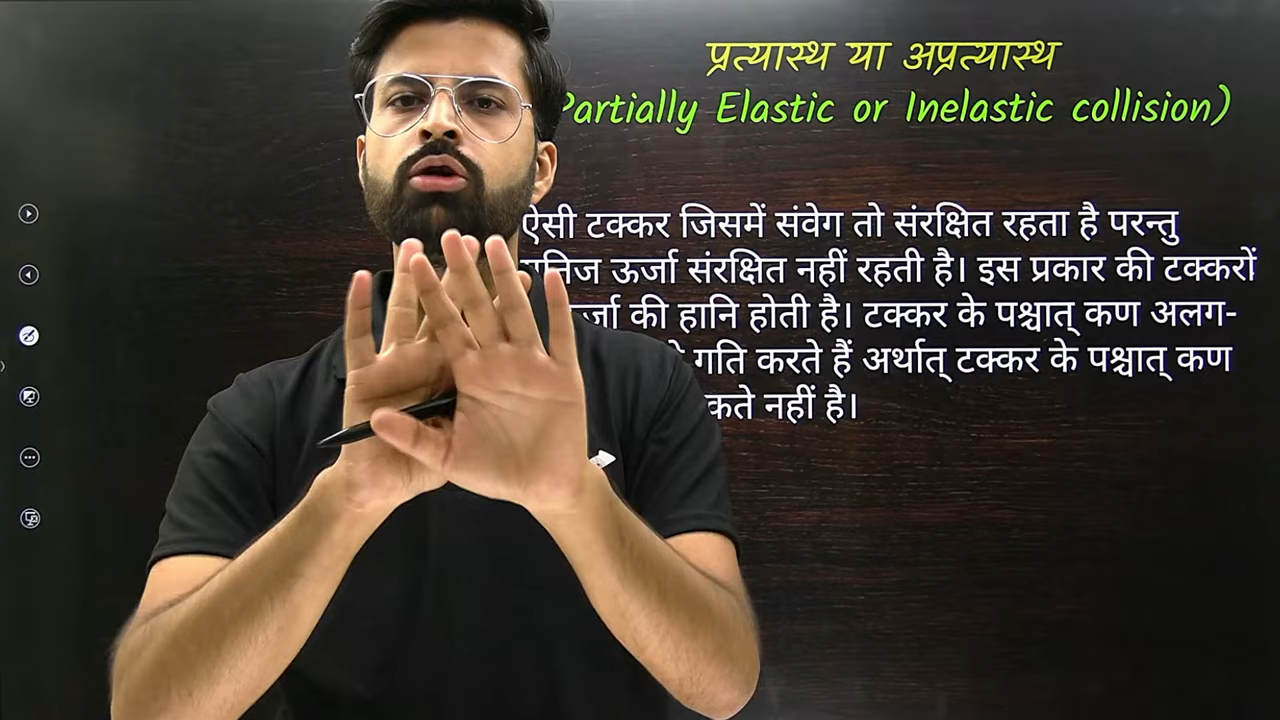 प्रत्यास्थ या अप्रत्यास्थ
Partially Elastic or Inelastic collision)
ऐसी टक्कर जिसमें संवेग तो संरक्षित रहता है परन्तु
ऊर्जा संरक्षित नहीं रहती है। इस प्रकार की टक्करों
की हानि होती है। टक्कर के पश्चात् कण अलग-
गति करते हैं अर्थात् टक्कर के पश्चात् कण
नहीं है।